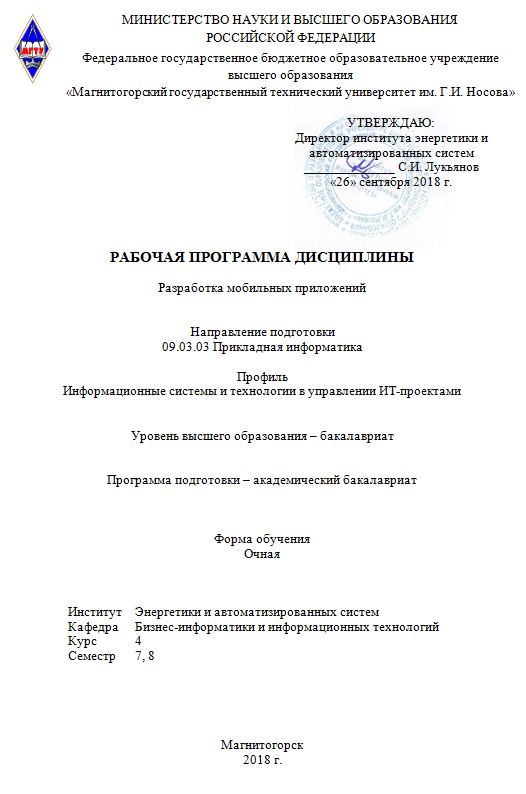 МИНИСТЕРСТВО НАУКИ И ВЫСШЕГО ОБРАЗОВАНИЯ
РОССИЙСКОЙ ФЕДЕРАЦИИ
Федеральное государственное бюджетное образовательное учреждение
высшего образования
«Магнитогорский государственный технический университет им. Г.И. Носова»
МГТУ
УТВЕРЖДАЮ:
Директор института энергетики и
автоматизированных систем
С.И. Лукьянов
«26» сентября 2018 г.
РАБОЧАЯ ПРОГРАММА ДИСЦИПЛИНЫ
Разработка мобильных приложений
Направление подготовки
09.03.03 Прикладная информатика
Профиль
Информационные системы и технологии в управлении ИТ-проектами
Уровень высшего образования – бакалавриат
Программа подготовки – академический бакалавриат
Форма обучения
Очная
Институт Энергетики и автоматизированных систем
Кафедра Бизнес-информатики и информационных технологий
Курс 4
Семестр 7, 8
Магнитогорск
2018 г.